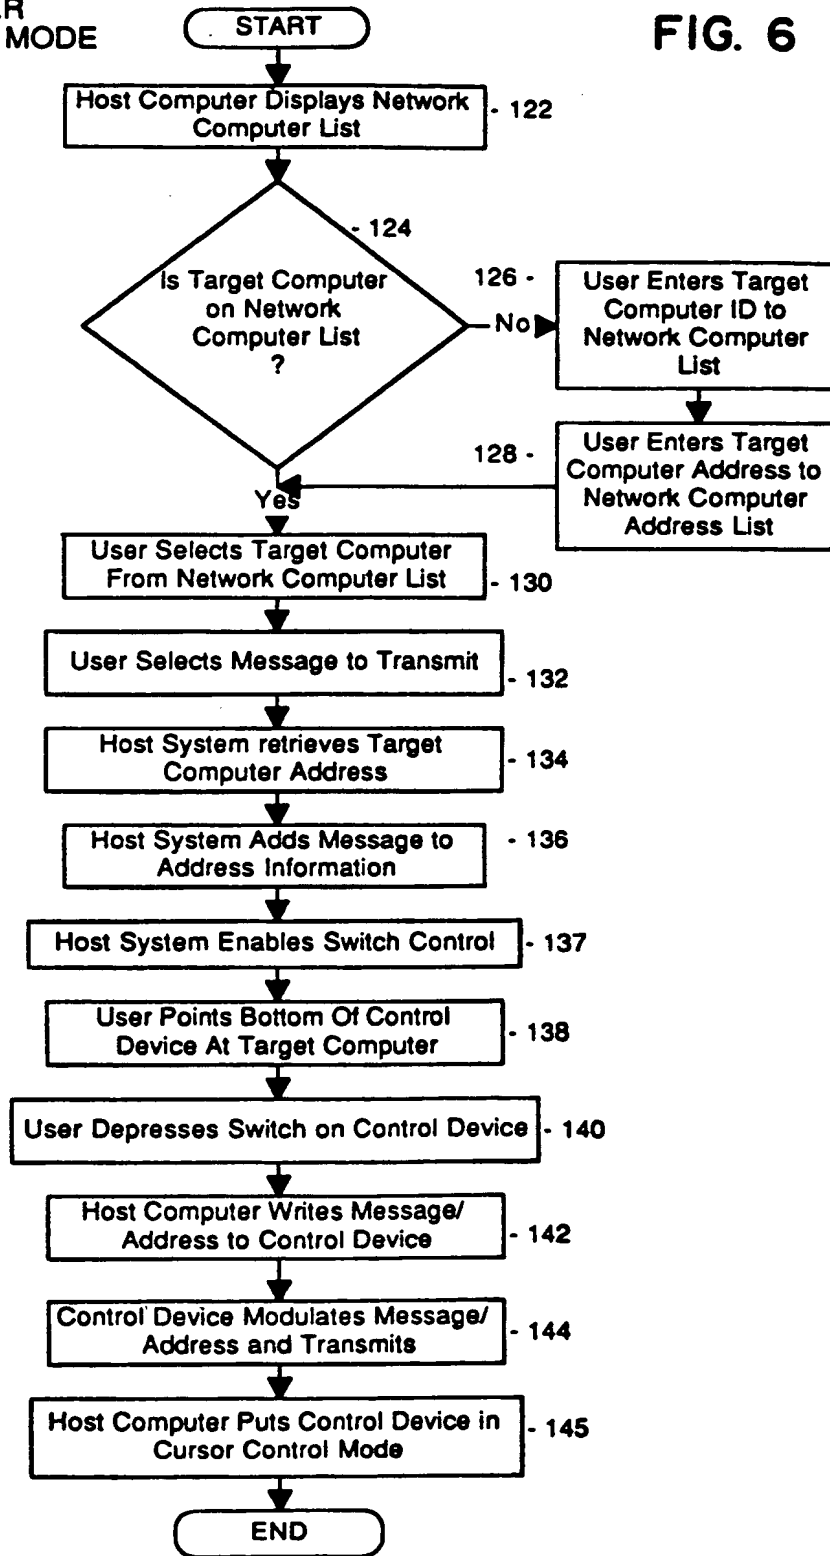 MODE
FIG. 6
START
Host Computer Displays Network
Computer List
- 122
- 124
Is Target Computer
on Network
Computer List
?
No
126 -
User Enters Target
Computer ID to
Network Computer
List
128 -
User Enters Target
Computer Address to
Network Computer
Address List
Yes
User Selects Target Computer
From Network Computer List
- 130
User Selects Message to Transmit
- 132
Host System retrieves Target
Computer Address
- 134
Host System Adds Message to
Address Information
- 136
Host System Enables Switch Control
- 137
User Points Bottom Of Control
Device At Target Computer
- 138
User Depresses Switch on Control Device
- 140
Host Computer Writes Message/
Address to Control Device
- 142
Control Device Modulates Message/
Address and Transmits
- 144
Host Computer Puts Control Device in
Cursor Control Mode
- 145
END